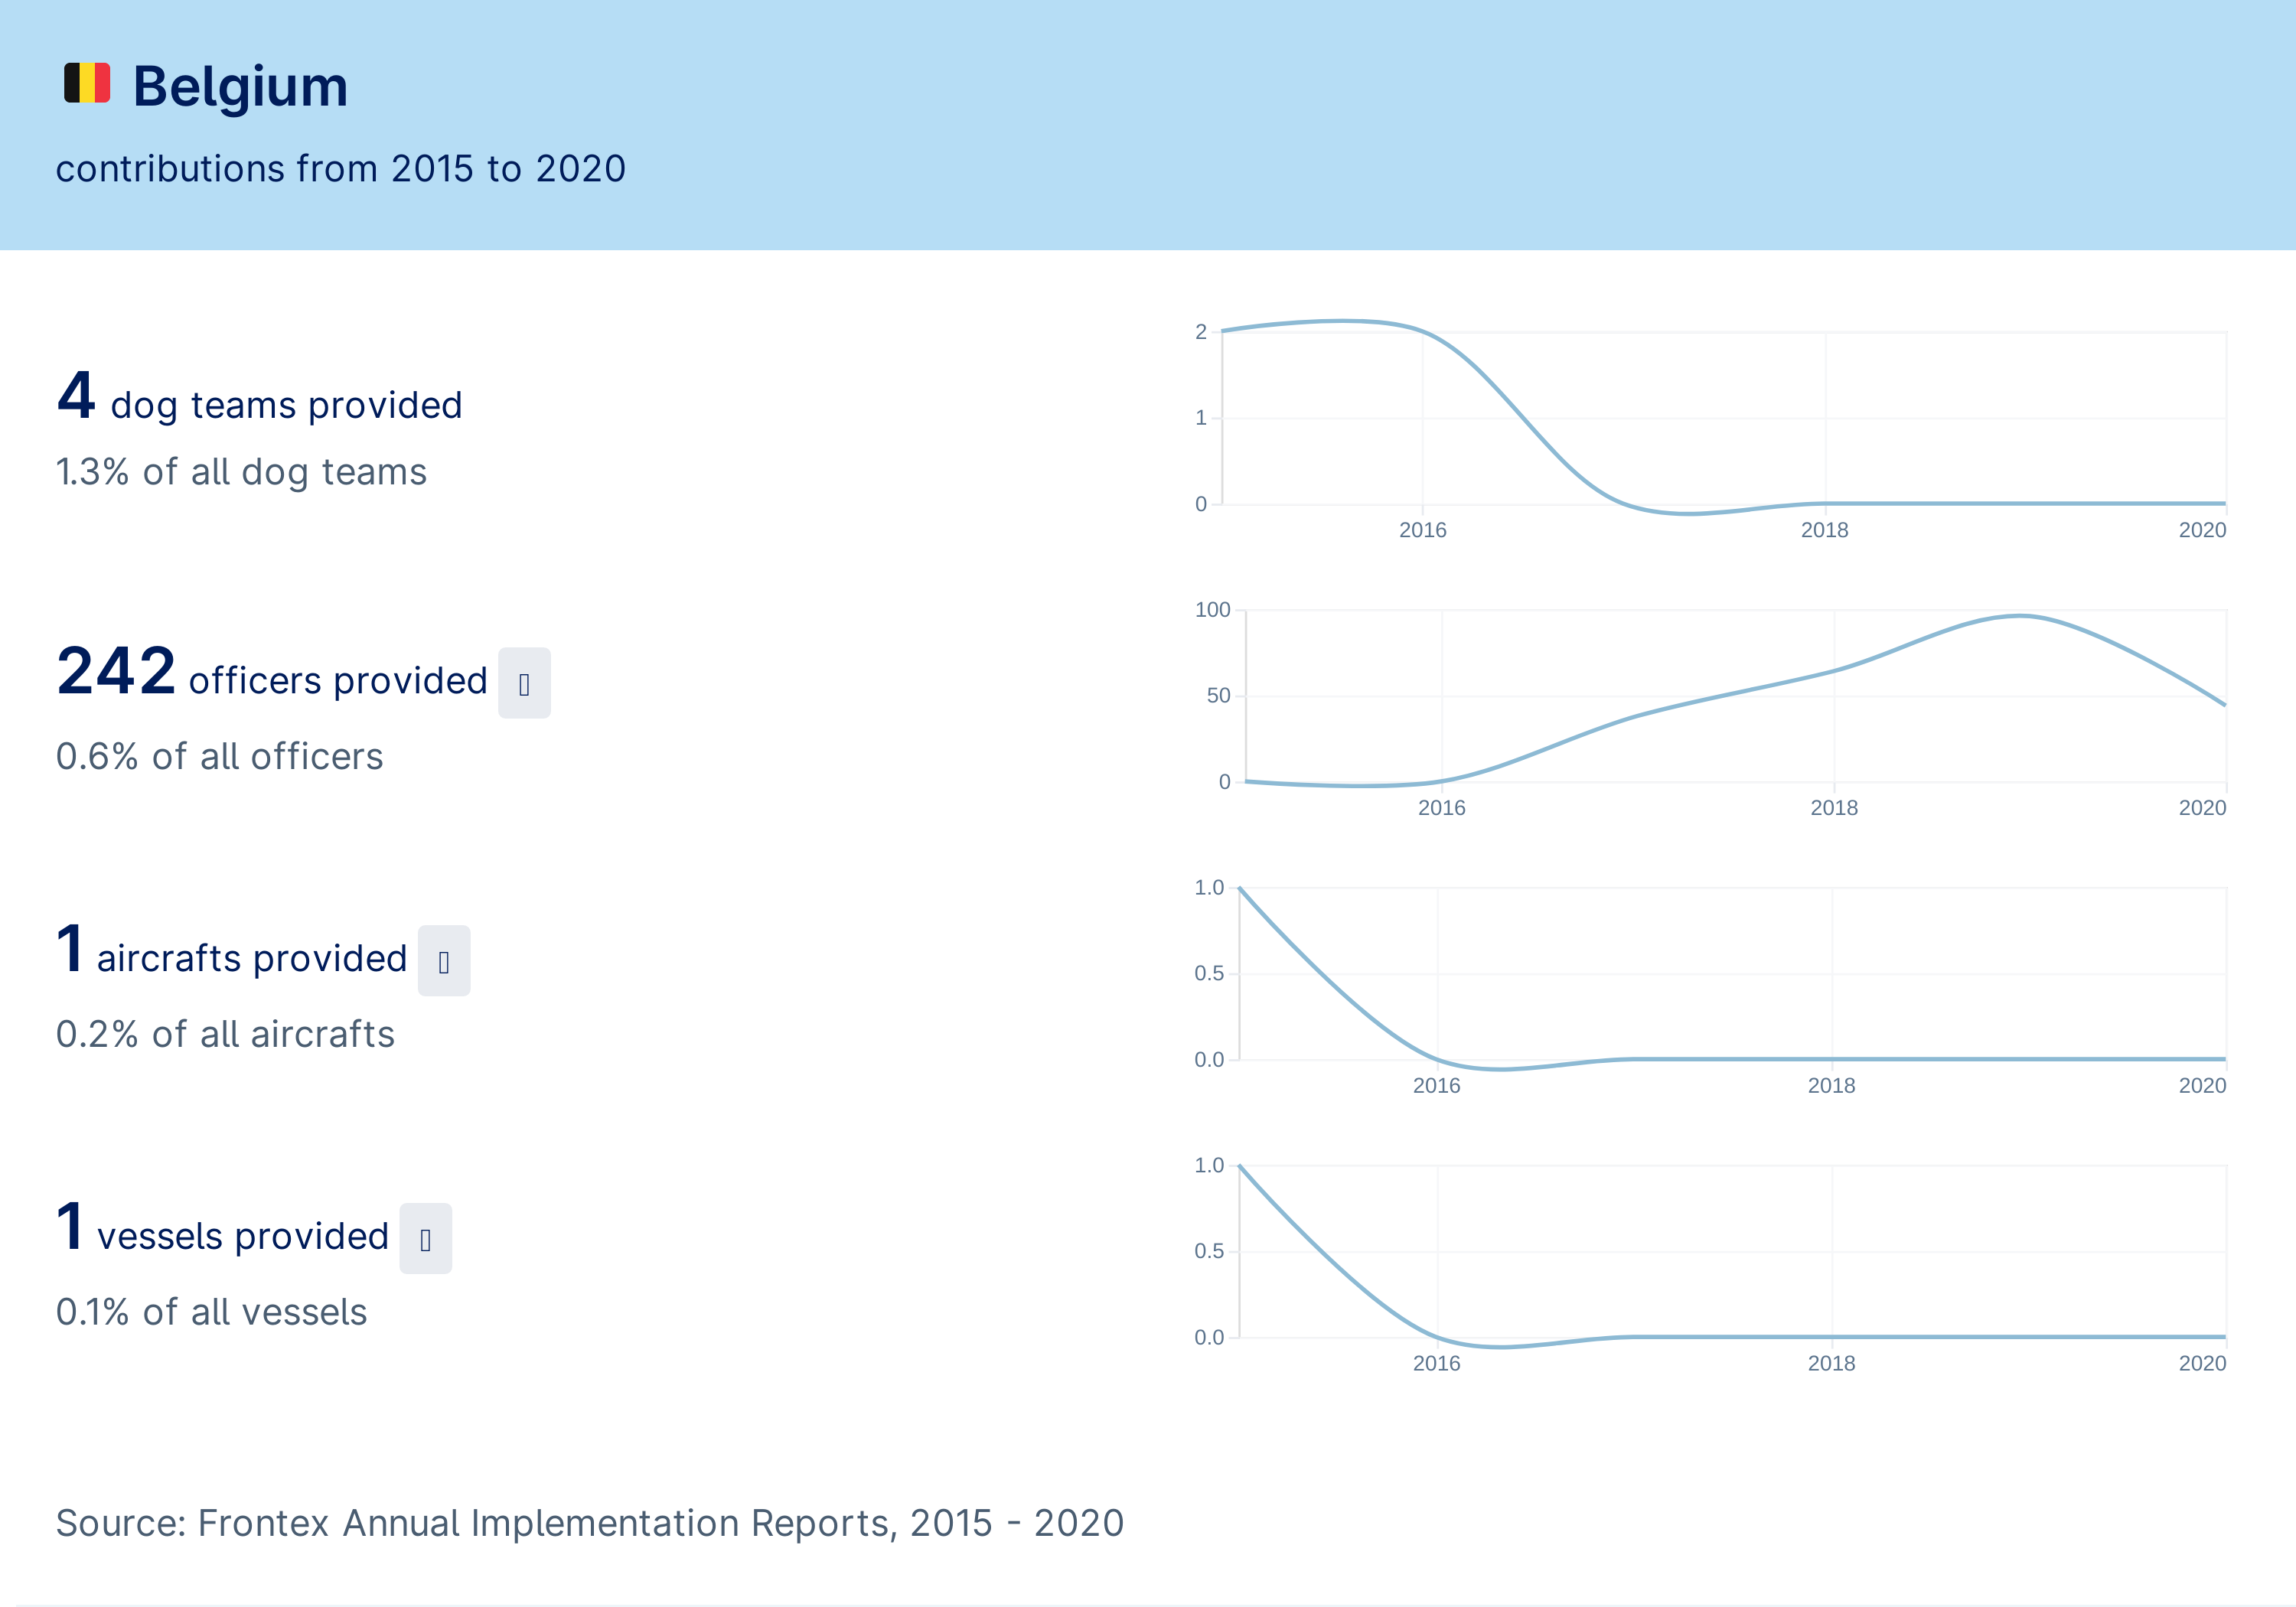 Belgium
contributions from 2015 to 2020
4 dog teams provided
1.3% of all dog teams
2
1
0
2016 2018 2020
242 officers provided
0.6% of all officers
100
50
0
2016 2018 2020
1 aircrafts provided
0.2% of all aircrafts
1.0
0.5
0.0
2016 2018 2020
1 vessels provided
0.1% of all vessels
1.0
0.5
0.0
2016 2018 2020
Source: Frontex Annual Implementation Reports, 2015 - 2020